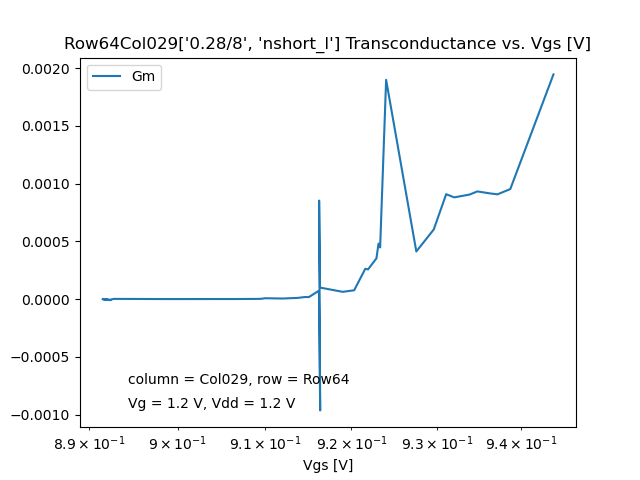 Row64Col029['0.28/8', 'nshort_l'] Transconductance vs. Vgs [V]
Gm
0.0020
0.0015
0.0010
0.0005
0.0000
−0.0005
−0.0010
column = Col029, row = Row64
Vg = 1.2 V, Vdd = 1.2 V
8.9 × 10⁻¹ 9 × 10⁻¹ 9.1 × 10⁻¹ 9.2 × 10⁻¹ 9.3 × 10⁻¹ 9.4 × 10⁻¹
Vgs [V]